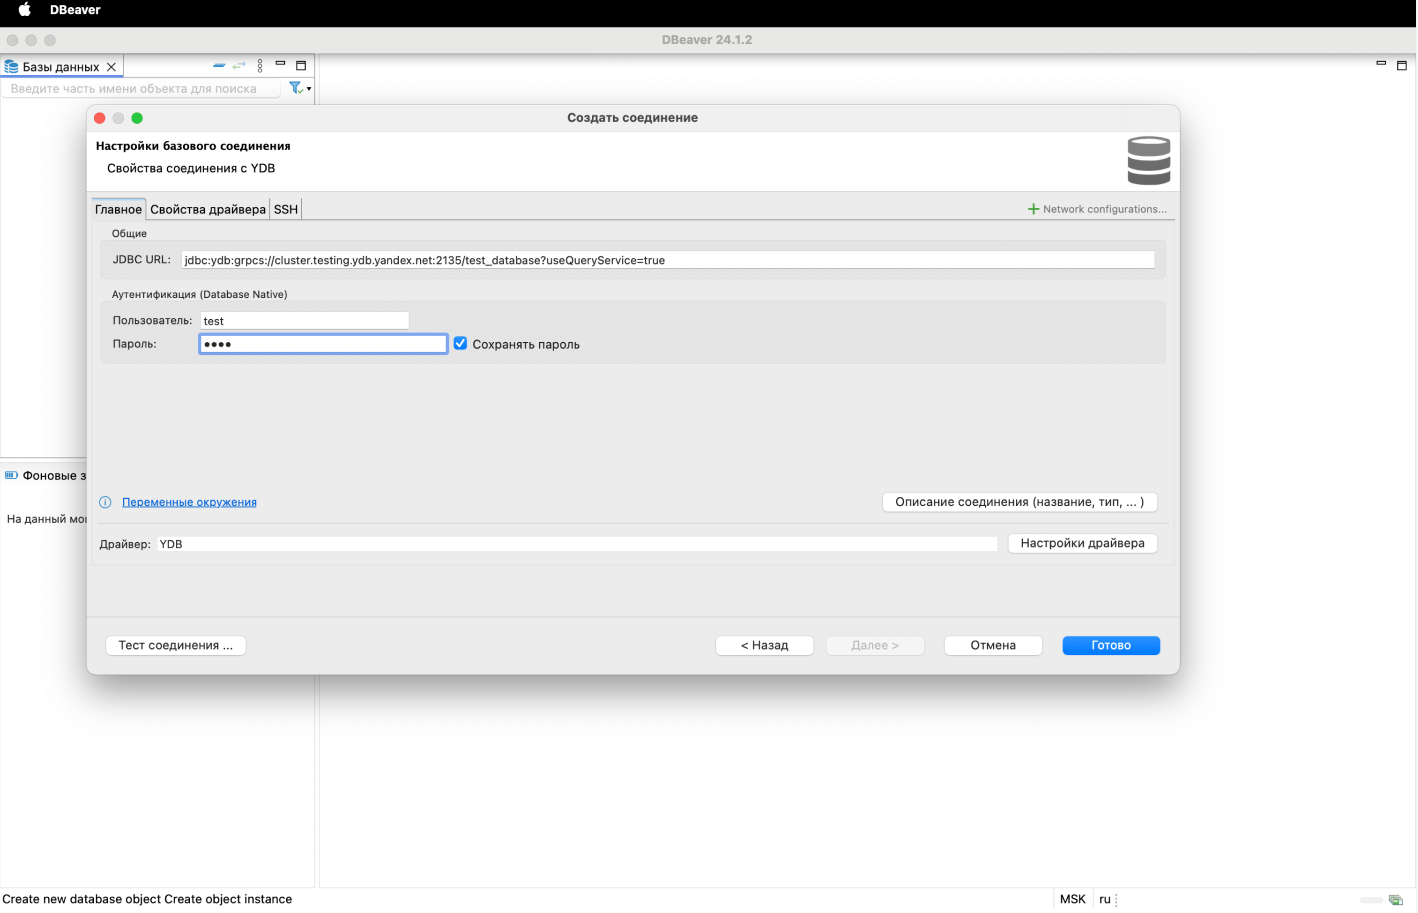 DBeaver
DBeaver 24.1.2
Базы данных
Введите часть имени объекта для поиска
Создать соединение
Настройки базового соединения
Свойства соединения с YDB
Главное Свойства драйвера SSH
Network configurations...
Общие
JDBC URL: jdbc:ydb:grpcs://cluster.testing.ydb.yandex.net:2135/test_database?useQueryService=true
Аутентификация (Database Native)
Пользователь: test
Пароль: ••••
Сохранять пароль
Фоновые з
Переменные окружения
Описание соединения (название, тип, ... )
На данный мо
Драйвер: YDB
Настройки драйвера
Тест соединения ...
< Назад
Далее >
Отмена
Готово
Create new database object Create object instance
MSK
ru